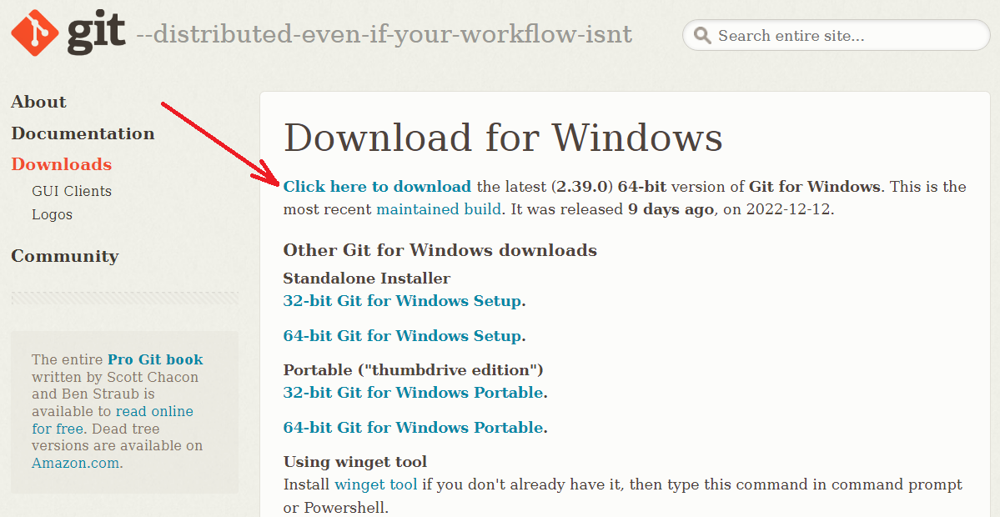 git --distributed-even-if-your-workflow-isnt
Search entire site...
About
Documentation
Downloads
GUI Clients
Logos
Community
The entire Pro Git book
written by Scott Chacon
and Ben Straub is
available to read online
for free. Dead tree
versions are available on
Amazon.com.
Download for Windows
Click here to download the latest (2.39.0) 64-bit version of Git for Windows. This is the
most recent maintained build. It was released 9 days ago, on 2022-12-12.
Other Git for Windows downloads
Standalone Installer
32-bit Git for Windows Setup.
64-bit Git for Windows Setup.
Portable ("thumbdrive edition")
32-bit Git for Windows Portable.
64-bit Git for Windows Portable.
Using winget tool
Install winget tool if you don't already have it, then type this command in command prompt
or Powershell.